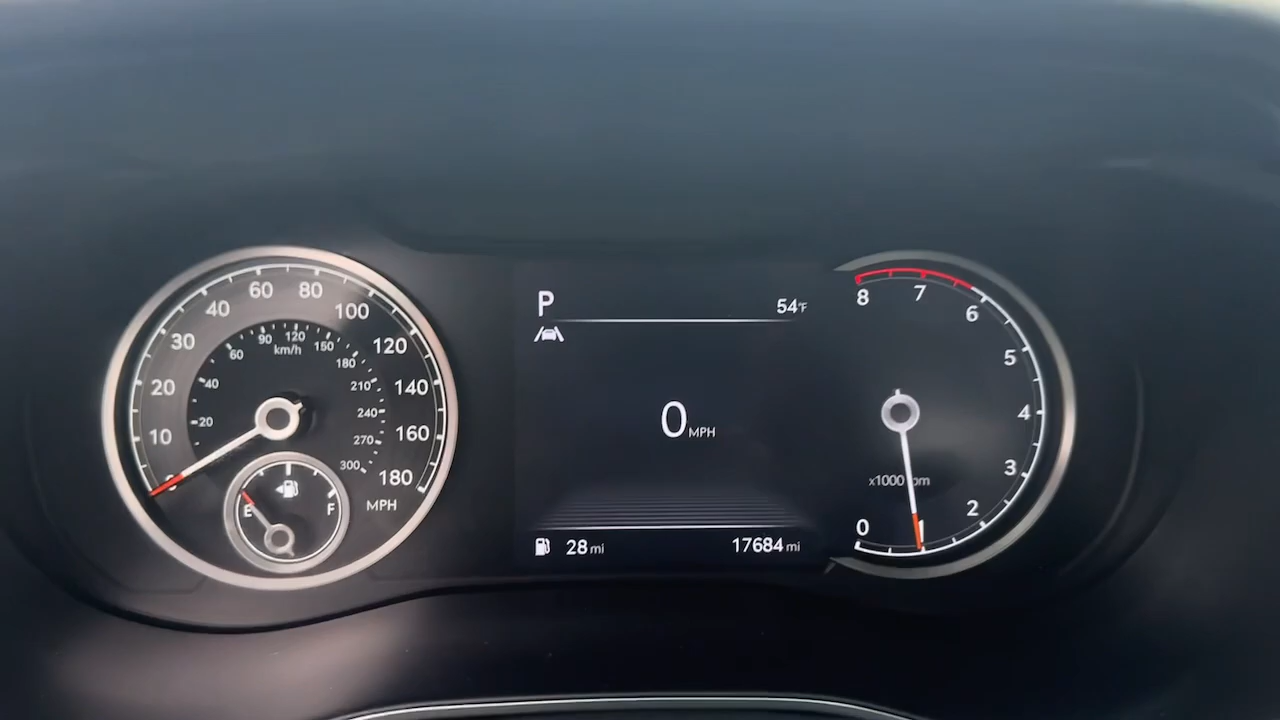 60 80
40 100
30 120
20 140
10 160
0 180
MPH
20 40 60 90 120 150 180 210 240 270 300
km/h
E F
P 54°F
0 MPH
28 mi 17684 mi
8 7 6 5 4 3 2 1 0
x1000